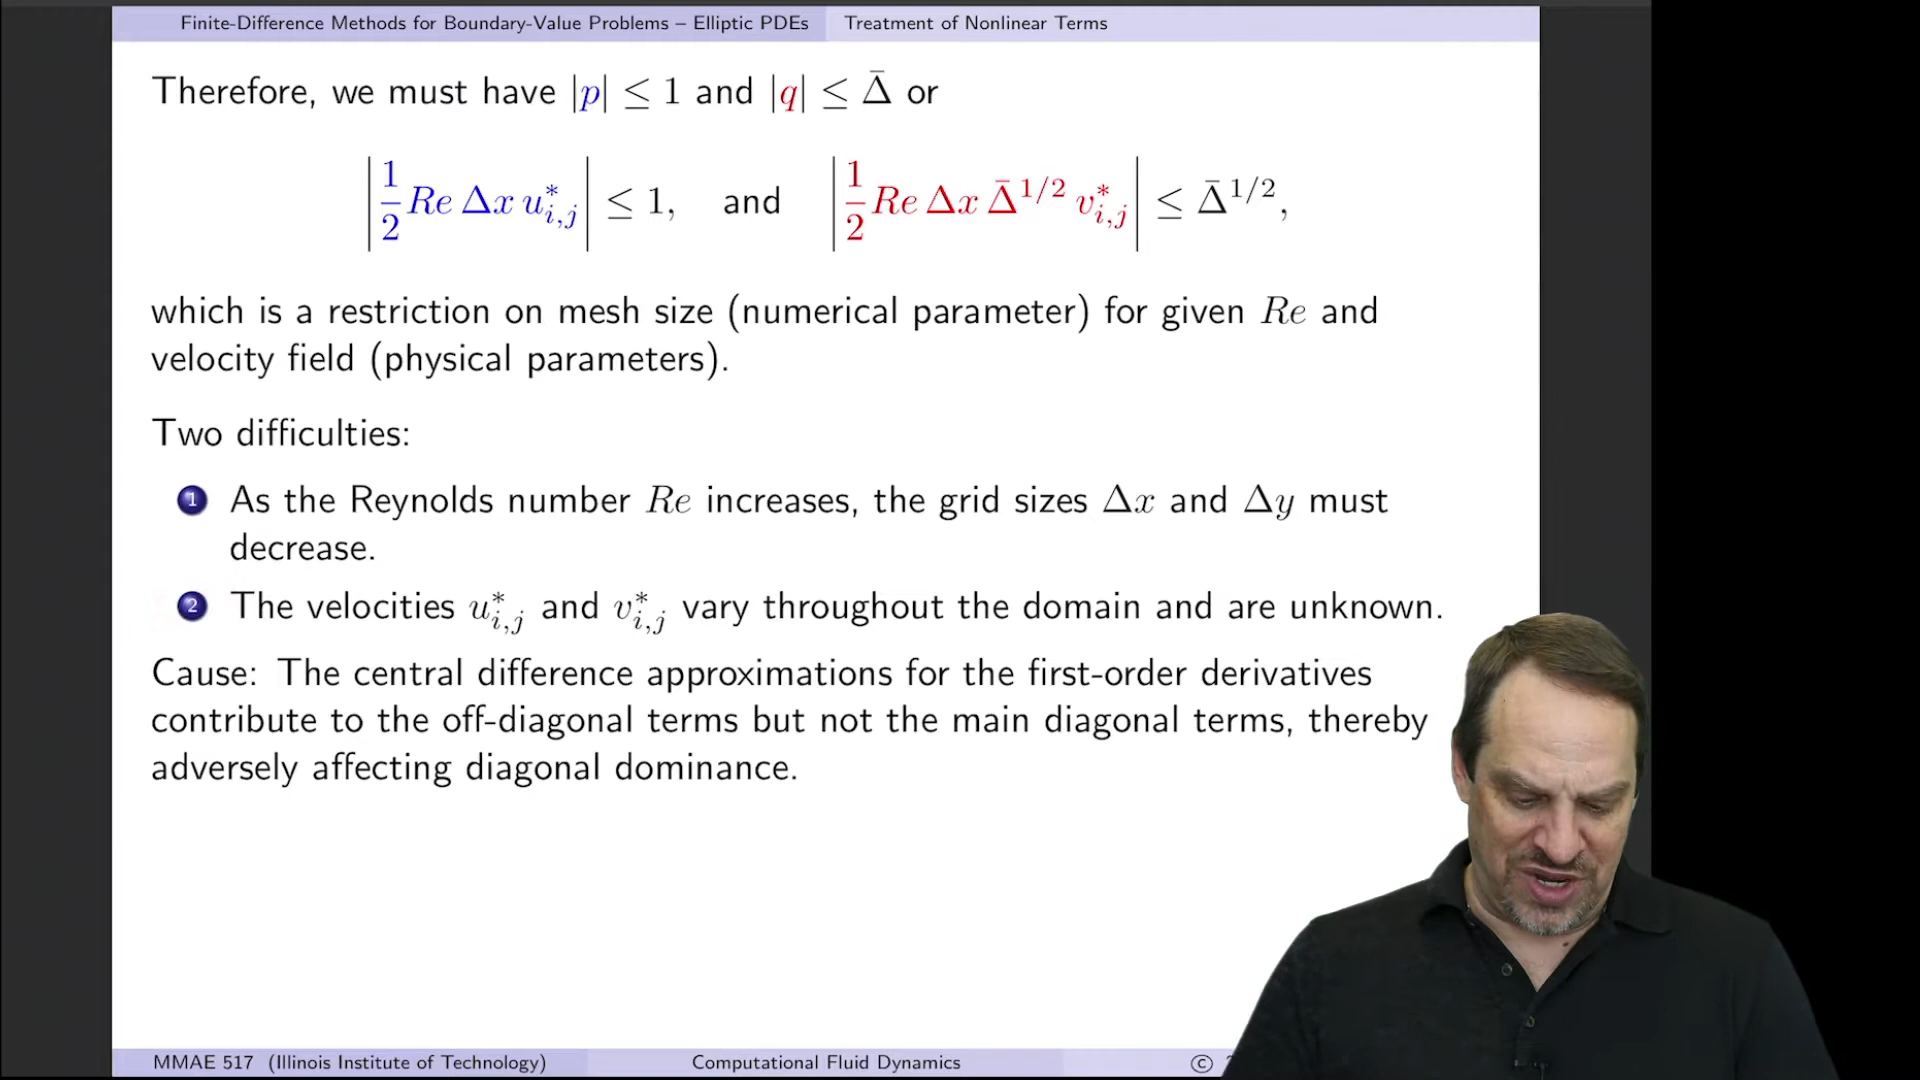 Finite-Difference Methods for Boundary-Value Problems – Elliptic PDEs Treatment of Nonlinear Terms
Therefore, we must have |p| ≤ 1 and |q| ≤ Δ̄ or
|1/2 Re Δx u*_{i,j}| ≤ 1, and |1/2 Re Δx Δ̄^{1/2} v*_{i,j}| ≤ Δ̄^{1/2},
which is a restriction on mesh size (numerical parameter) for given Re and
velocity field (physical parameters).
Two difficulties:
1 As the Reynolds number Re increases, the grid sizes Δx and Δy must
decrease.
2 The velocities u*_{i,j} and v*_{i,j} vary throughout the domain and are unknown.
Cause: The central difference approximations for the first-order derivatives
contribute to the off-diagonal terms but not the main diagonal terms, thereby
adversely affecting diagonal dominance.
MMAE 517 (Illinois Institute of Technology) Computational Fluid Dynamics ©